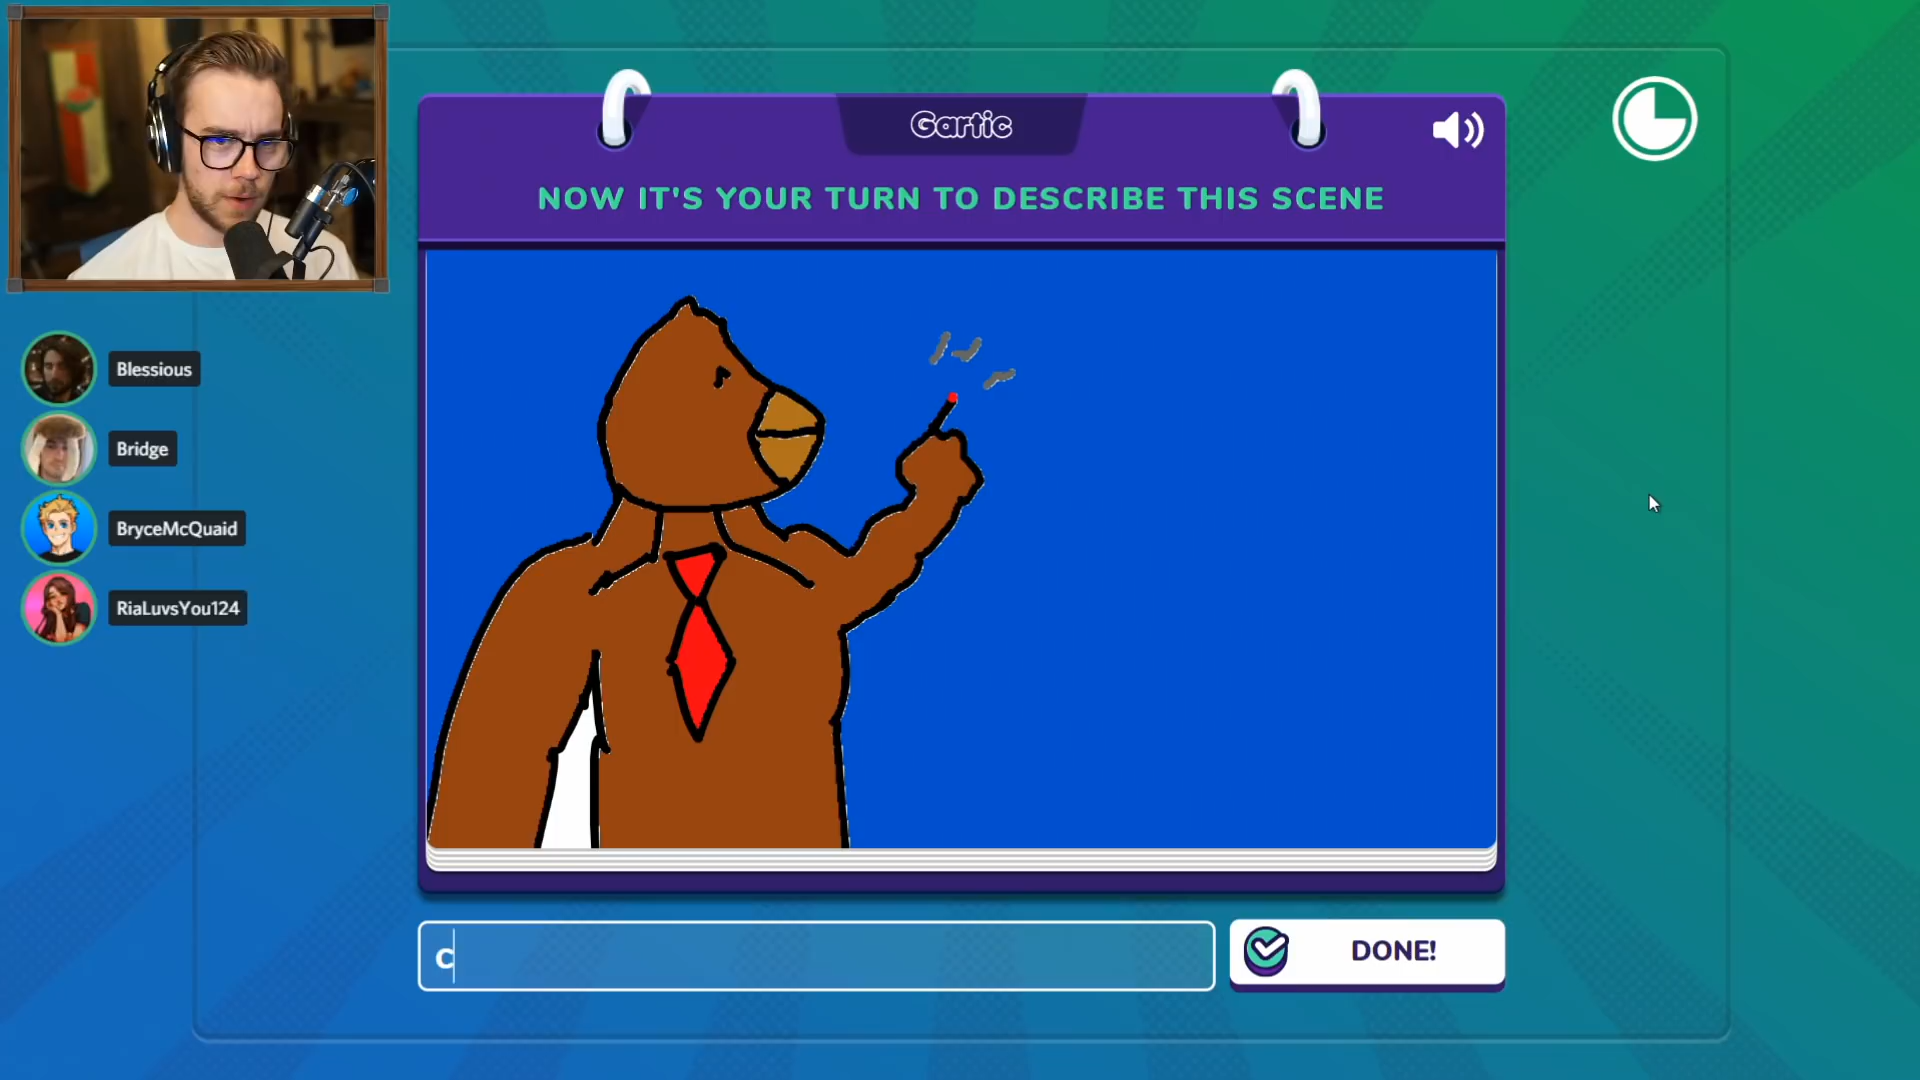 Gartic
NOW IT'S YOUR TURN TO DESCRIBE THIS SCENE
Blessious
Bridge
BryceMcQuaid
RiaLuvsYou124
c
DONE!